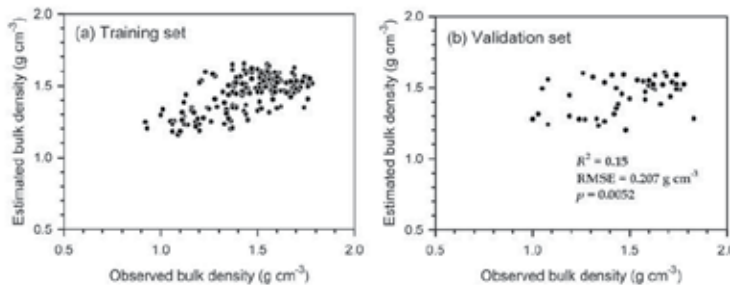 2.0
(a) Training set
1.5
1.0
0.5
0.5
1.0
1.5
2.0
Estimated bulk density (g cm⁻³)
Observed bulk density (g cm⁻³)
2.0
(b) Validation set
1.5
1.0
0.5
R² = 0.15
RMSE = 0.207 g cm⁻³
p = 0.0052
0.5
1.0
1.5
2.0
Estimated bulk density (g cm⁻³)
Observed bulk density (g cm⁻³)